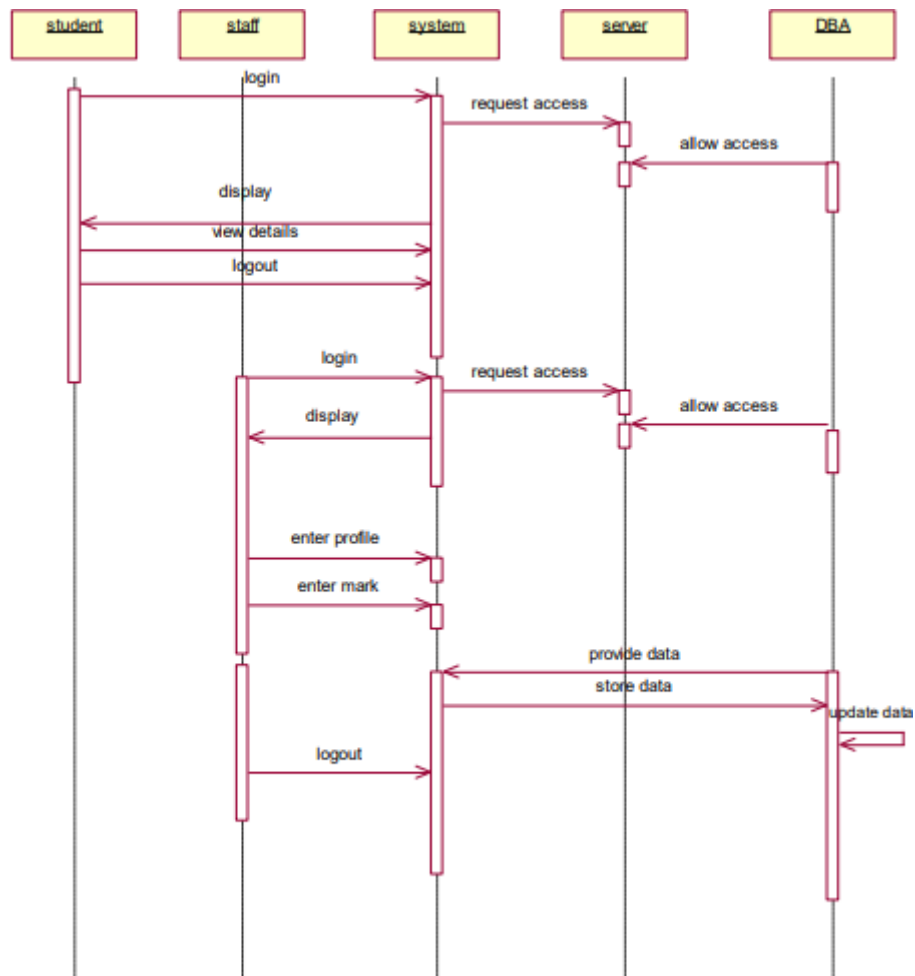 student
staff
system
server
DBA
login
request access
allow access
display
view details
logout
login
request access
allow access
display
enter profile
enter mark
provide data
store data
update data
logout